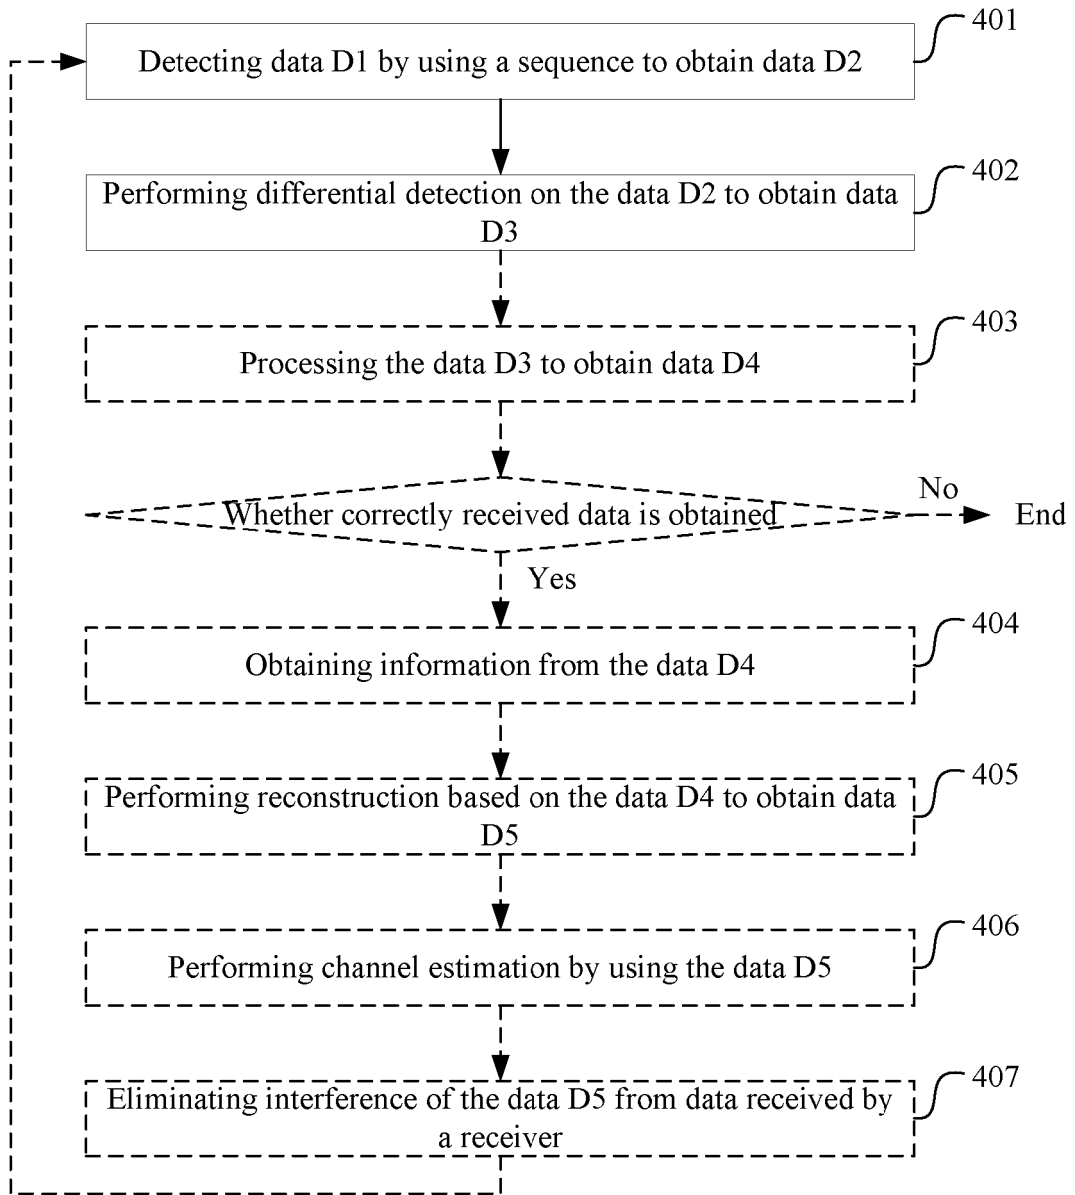 401
Detecting data D1 by using a sequence to obtain data D2
402
Performing differential detection on the data D2 to obtain data
D3
403
Processing the data D3 to obtain data D4
Whether correctly received data is obtained
No
End
Yes
404
Obtaining information from the data D4
405
Performing reconstruction based on the data D4 to obtain data
D5
406
Performing channel estimation by using the data D5
407
Eliminating interference of the data D5 from data received by
a receiver